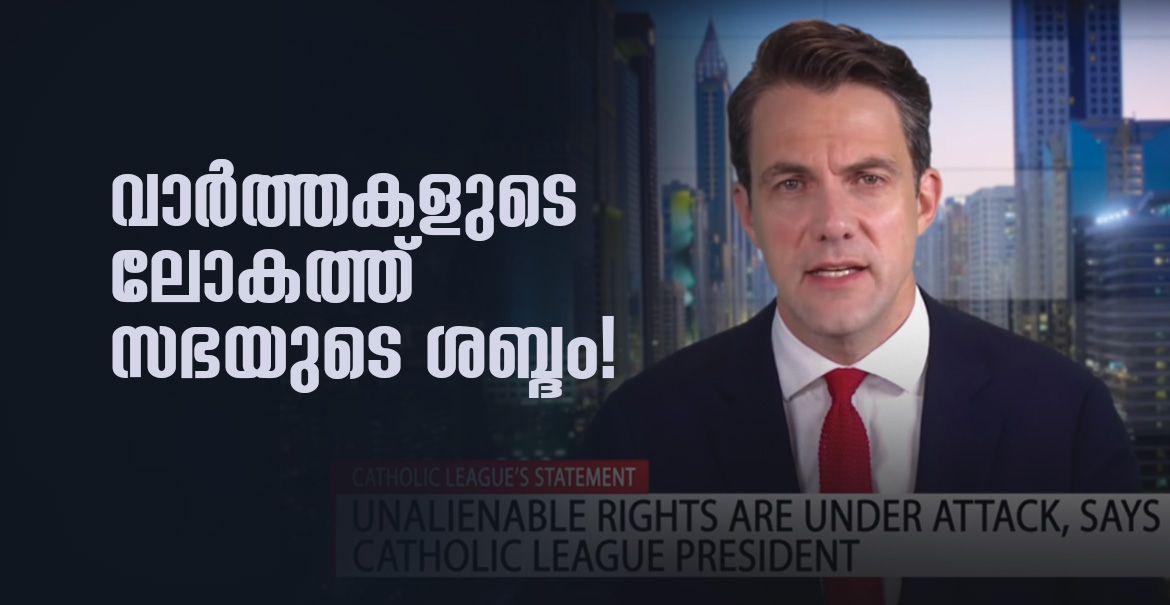 വാർത്തകളുടെ
ലോകത്ത്
സഭയുടെ ശബ്ദം!
CATHOLIC LEAGUE'S STATEMENT
UNALIENABLE RIGHTS ARE UNDER ATTACK, SAYS
CATHOLIC LEAGUE PRESIDENT